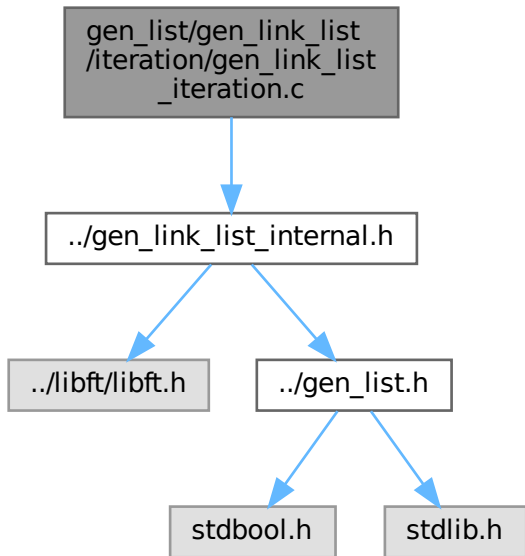 gen_list/gen_link_list
/iteration/gen_link_list
_iteration.c
../gen_link_list_internal.h
../libft/libft.h
../gen_list.h
stdbool.h
stdlib.h